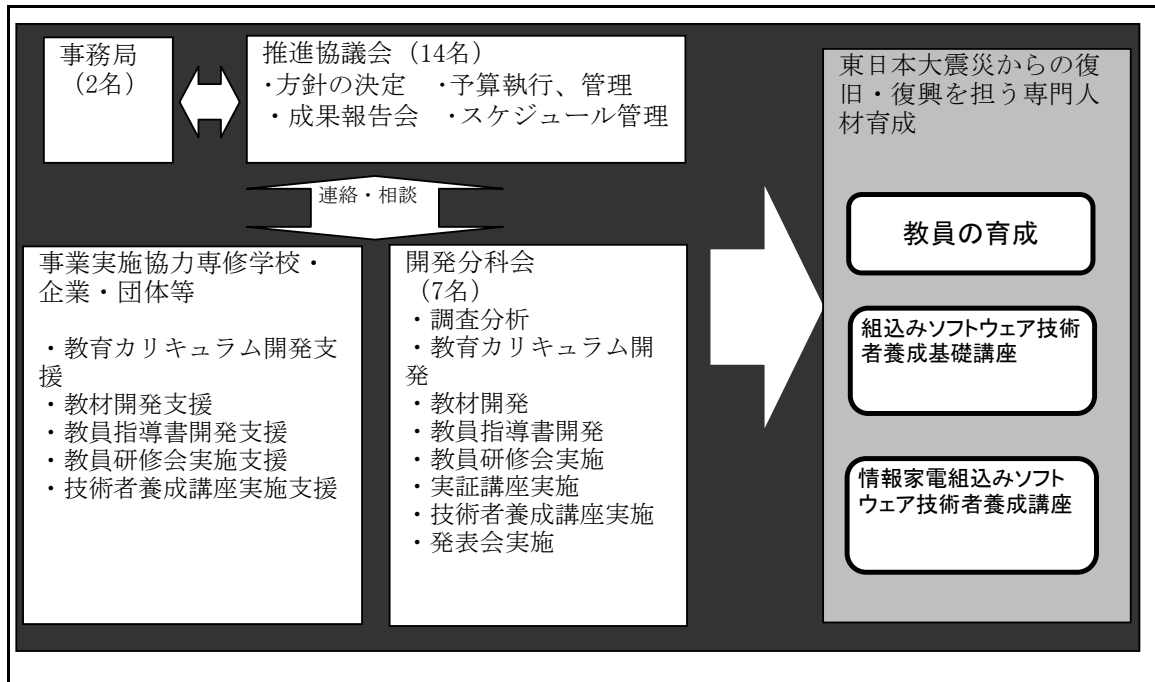 事務局
(2名)
推進協議会 (14名)
・方針の決定　・予算執行、管理
・成果報告会　・スケジュール管理
連絡・相談
事業実施協力専修学校・
企業・団体等
・教育カリキュラム開発支
援
・教材開発支援
・教員指導書開発支援
・教員研修会実施支援
・技術者養成講座実施支援
開発分科会
(7名)
・調査分析
・教育カリキュラム開
発
・教材開発
・教員指導書開発
・教員研修会実施
・実証講座実施
・技術者養成講座実施
・発表会実施
東日本大震災からの復
旧・復興を担う専門人
材育成
教員の育成
組込みソフトウェア技術
者養成基礎講座
情報家電組込みソフト
ウェア技術者養成講座